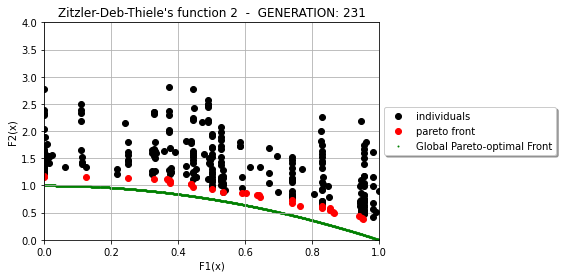 Zitzler-Deb-Thiele's function 2 - GENERATION: 231
4.0
3.5
3.0
2.5
2.0
1.5
1.0
0.5
0.0
F2(x)
0.0 0.2 0.4 0.6 0.8 1.0
F1(x)
individuals
pareto front
Global Pareto-optimal Front